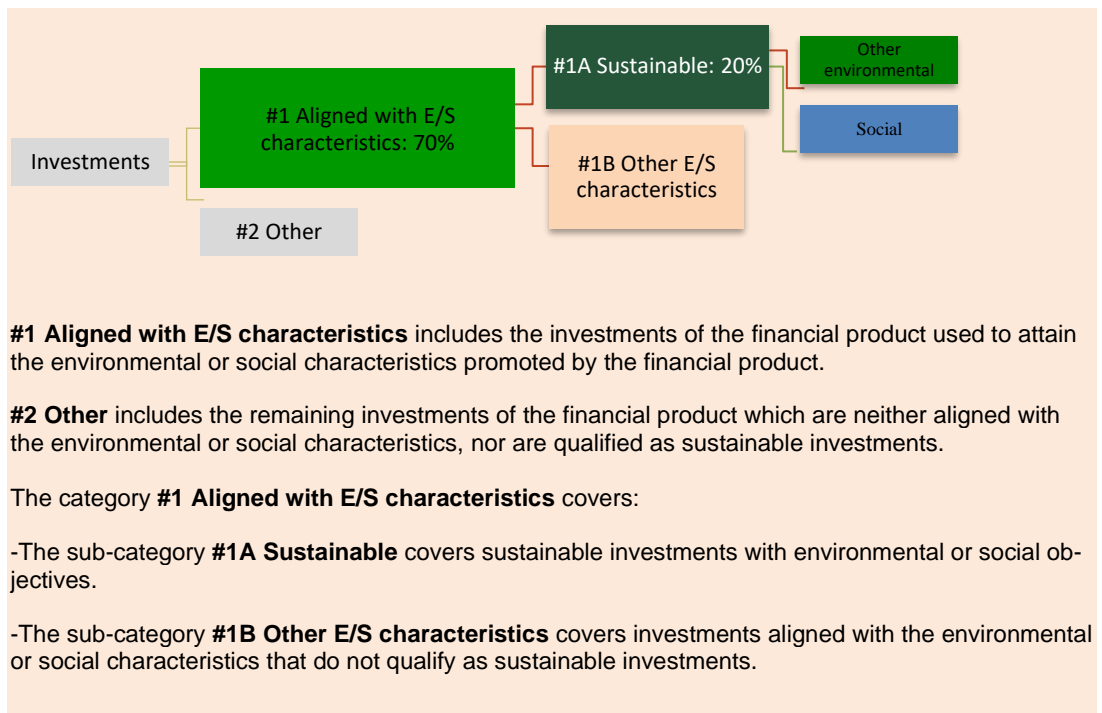 Other
environmental
#1A Sustainable: 20%
#1 Aligned with E/S
characteristics: 70%
Social
Investments
#1B Other E/S
characteristics
#2 Other
#1 Aligned with E/S characteristics includes the investments of the financial product used to attain
the environmental or social characteristics promoted by the financial product.
#2 Other includes the remaining investments of the financial product which are neither aligned with
the environmental or social characteristics, nor are qualified as sustainable investments.
The category #1 Aligned with E/S characteristics covers:
-The sub-category #1A Sustainable covers sustainable investments with environmental or social ob-
jectives.
-The sub-category #1B Other E/S characteristics covers investments aligned with the environmental
or social characteristics that do not qualify as sustainable investments.